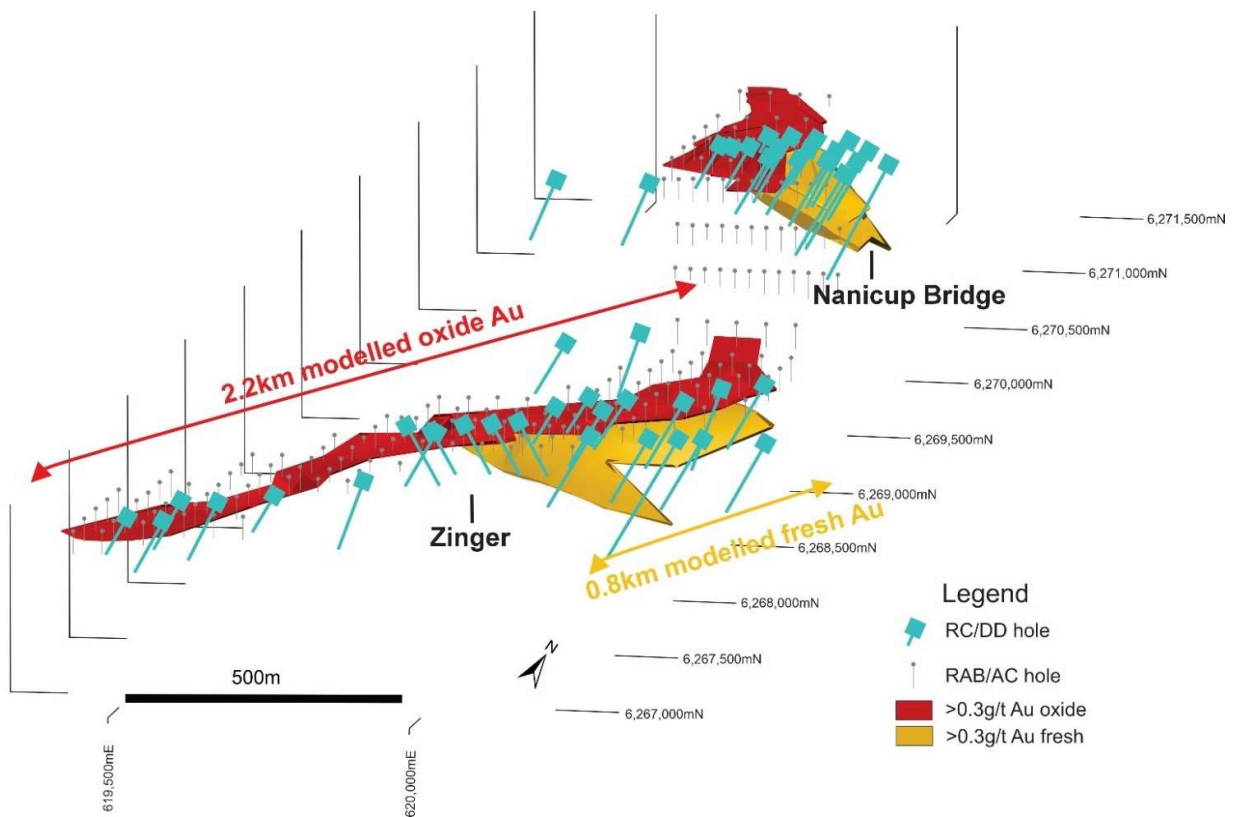 6,271,500mN
6,271,000mN
Nanicup Bridge
2.2km modelled oxide Au
6,270,500mN
6,270,000mN
6,269,500mN
6,269,000mN
Zinger
0.8km modelled fresh Au
6,268,500mN
6,268,000mN
6,267,500mN
6,267,000mN
N
500m
619,500mE
620,000mE
Legend
RC/DD hole
RAB/AC hole
>0.3g/t Au oxide
>0.3g/t Au fresh